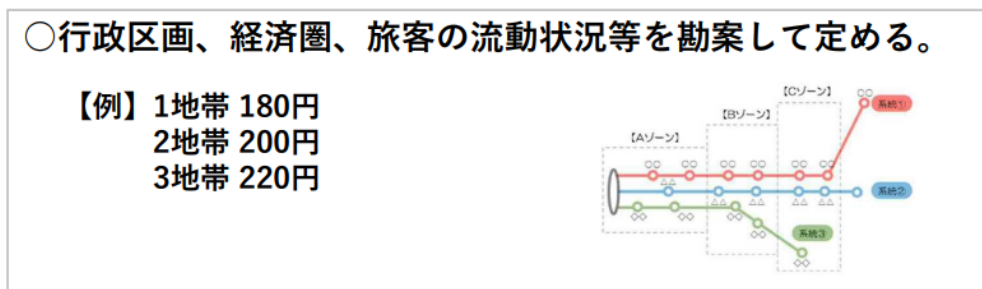 ○行政区画、経済圏、旅客の流動状況等を勘案して定める。
【例】1地帯 180円
2地帯 200円
3地帯 220円
【Aゾーン】
【Bゾーン】
【Cゾーン】
○○
系統①
○○ ○○ ○○ ○○ ○○ ○○
△△
系統②
△△ △△ △△ △△
◇◇ ◇◇ ◇◇
◇◇
系統3
◇◇